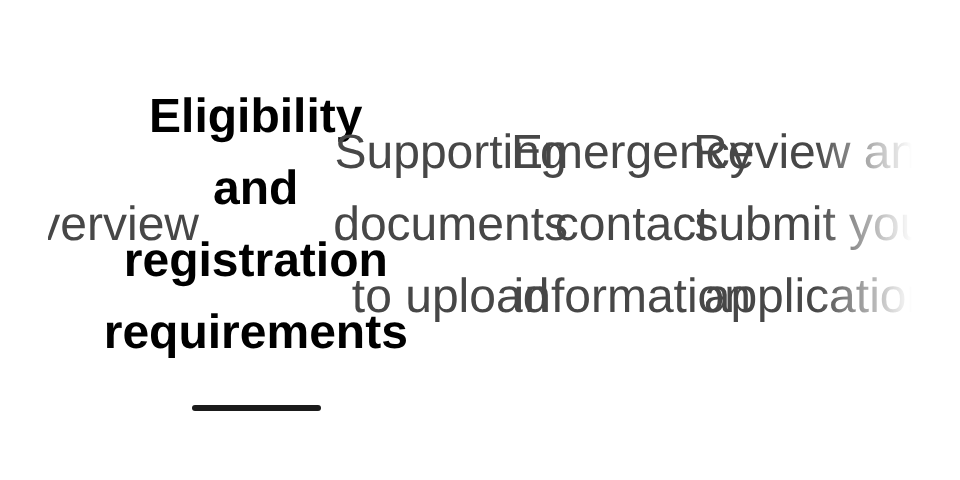 verview
Eligibility
and
registration
requirements
Supporting
documents
to upload
Emergency
contact
information
Review an
submit you
applicatio